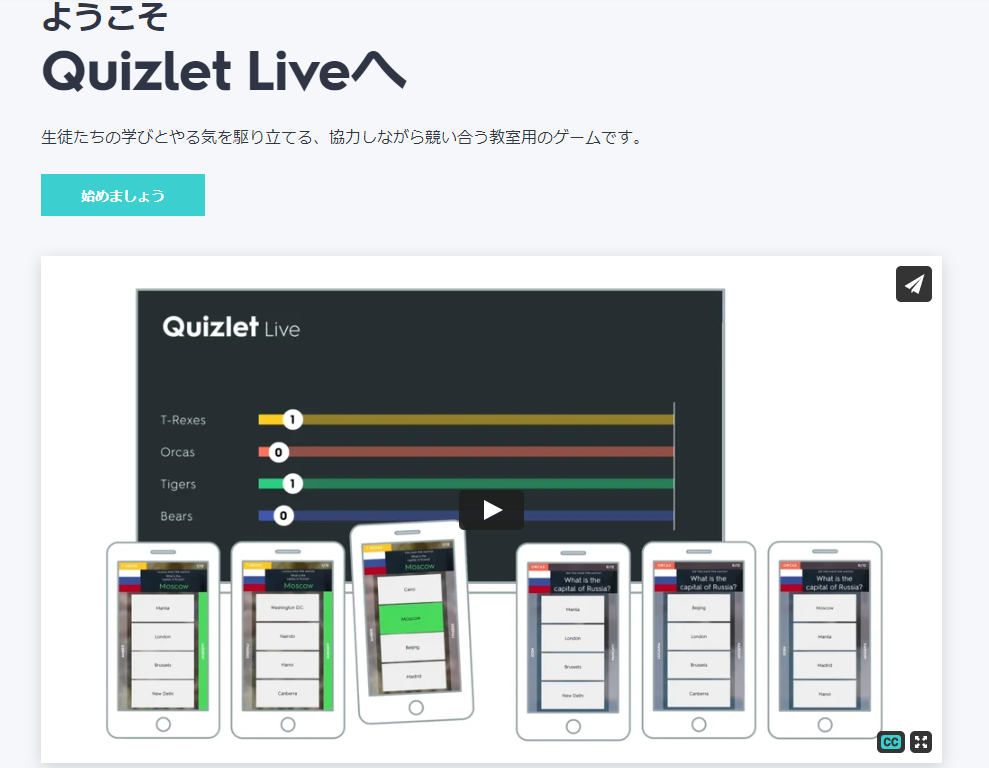 ようこそ
Quizlet Liveへ
生徒たちの学びとやる気を駆り立てる、協力しながら競い合う教室用のゲームです。
始めましょう
Quizlet Live
T-Rexes 1
Orcas 0
Tigers 1
Bears 0
Moscow
Manila
London
Brussels
New Delhi
Moscow
Washington D.C.
Nairobi
Hanoi
Canberra
Moscow
Cairo
Moscow
Beijing
Madrid
ORCAS
What is the
capital of Russia?
Manila
London
Brussels
New Delhi
ORCAS
What is the
capital of Russia?
Beijing
London
Brussels
Canberra
ORCAS
What is the
capital of Russia?
Moscow
Manila
Madrid
Hanoi
CC